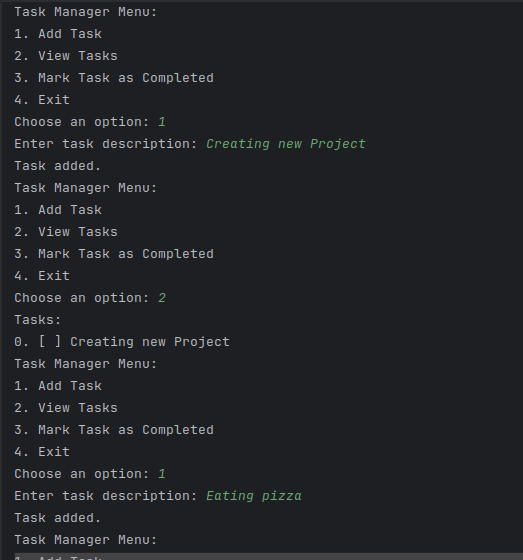 Task Manager Menu:
1. Add Task
2. View Tasks
3. Mark Task as Completed
4. Exit
Choose an option: 1
Enter task description: Creating new Project
Task added.
Task Manager Menu:
1. Add Task
2. View Tasks
3. Mark Task as Completed
4. Exit
Choose an option: 2
Tasks:
0. [ ] Creating new Project
Task Manager Menu:
1. Add Task
2. View Tasks
3. Mark Task as Completed
4. Exit
Choose an option: 1
Enter task description: Eating pizza
Task added.
Task Manager Menu:
1. Add Task